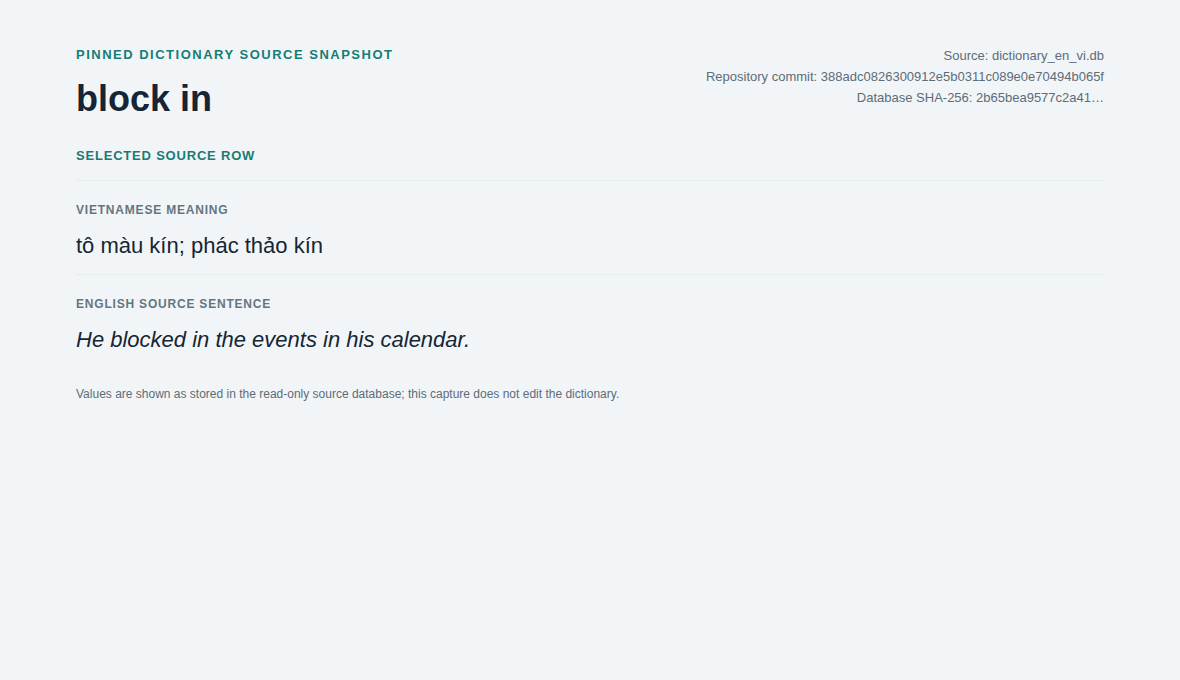 PINNED DICTIONARY SOURCE SNAPSHOT
block in
Source: dictionary_en_vi.db
Repository commit: 388adc0826300912e5b0311c089e0e70494b065f
Database SHA-256: 2b65bea9577c2a41…
SELECTED SOURCE ROW
VIETNAMESE MEANING
tô màu kín; phác thảo kín
ENGLISH SOURCE SENTENCE
He blocked in the events in his calendar.
Values are shown as stored in the read-only source database; this capture does not edit the dictionary.